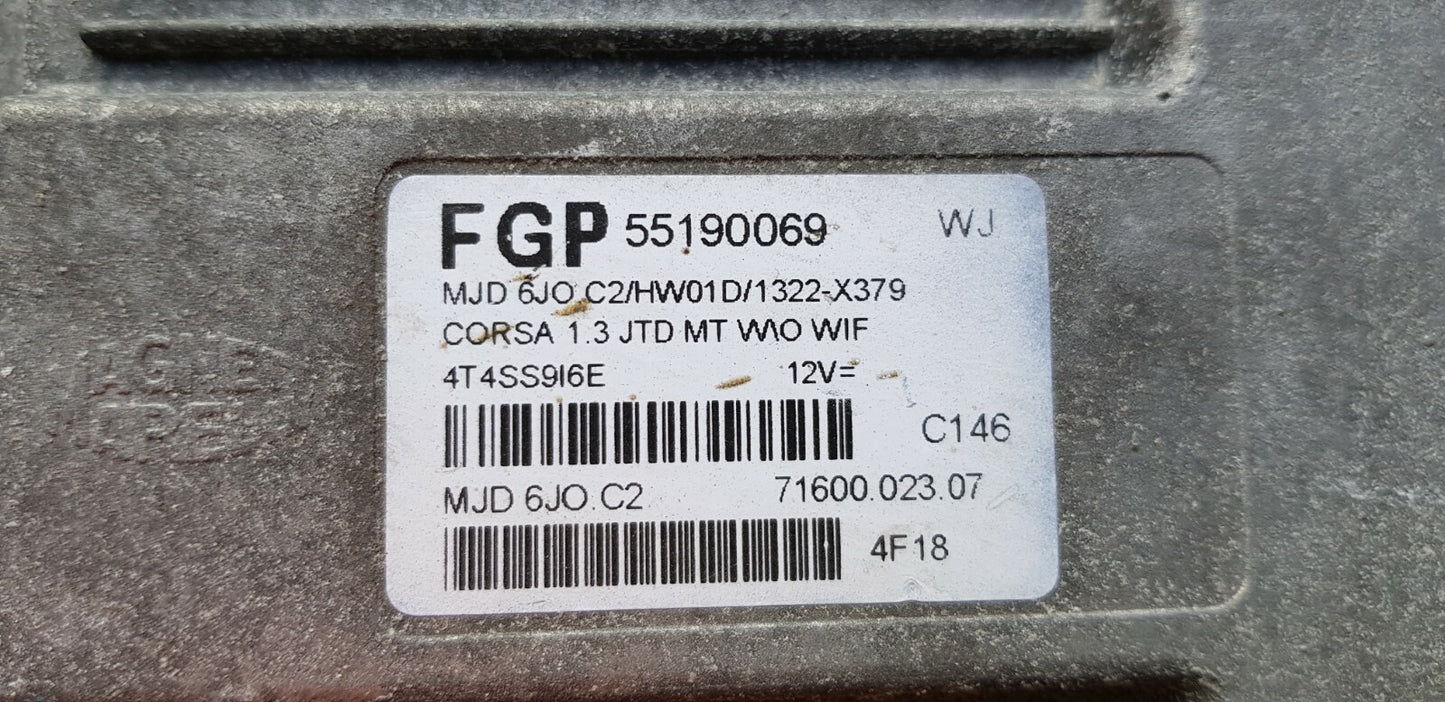 FGP 55190069 WJ
MJD 6JO.C2/HW01D/1322-X379
CORSA 1.3 JTD MT W\O WIF
4T4SS9I6E 12V=
C146
MJD 6JO.C2 71600.023.07
4F18